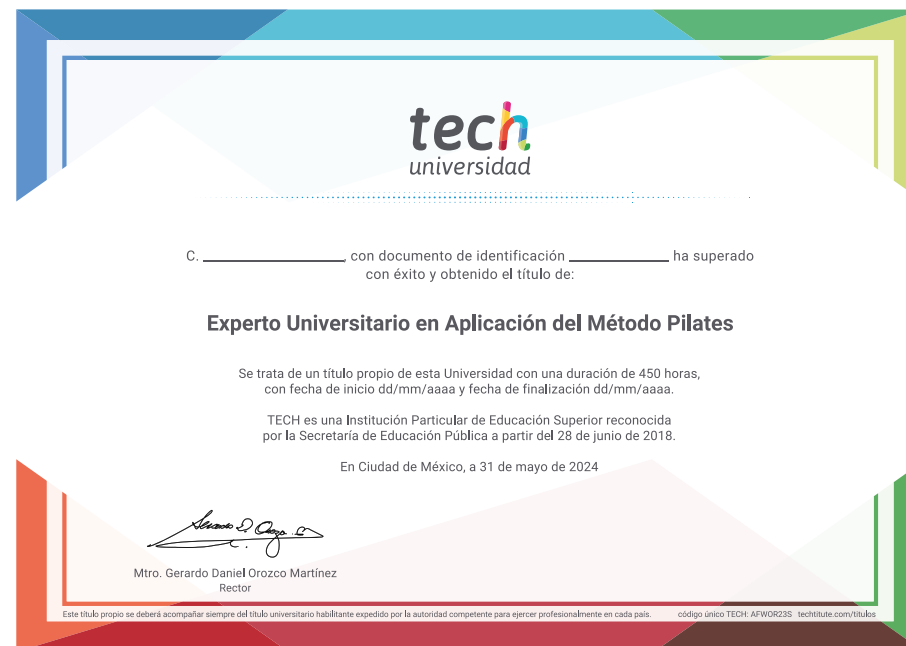 tech
universidad
C. ____________, con documento de identificación ____________ ha superado
con éxito y obtenido el título de:
Experto Universitario en Aplicación del Método Pilates
Se trata de un título propio de esta Universidad con una duración de 450 horas,
con fecha de inicio dd/mm/aaaa y fecha de finalización dd/mm/aaaa.
TECH es una Institución Particular de Educación Superior reconocida
por la Secretaría de Educación Pública a partir del 28 de junio de 2018.
En Ciudad de México, a 31 de mayo de 2024
Mtro. Gerardo Daniel Orozco Martínez
Rector
Este título propio se deberá acompañar siempre del título universitario habilitante expedido por la autoridad competente para ejercer profesionalmente en cada país. código único TECH: AFWOR23S techtitute.com/titulos